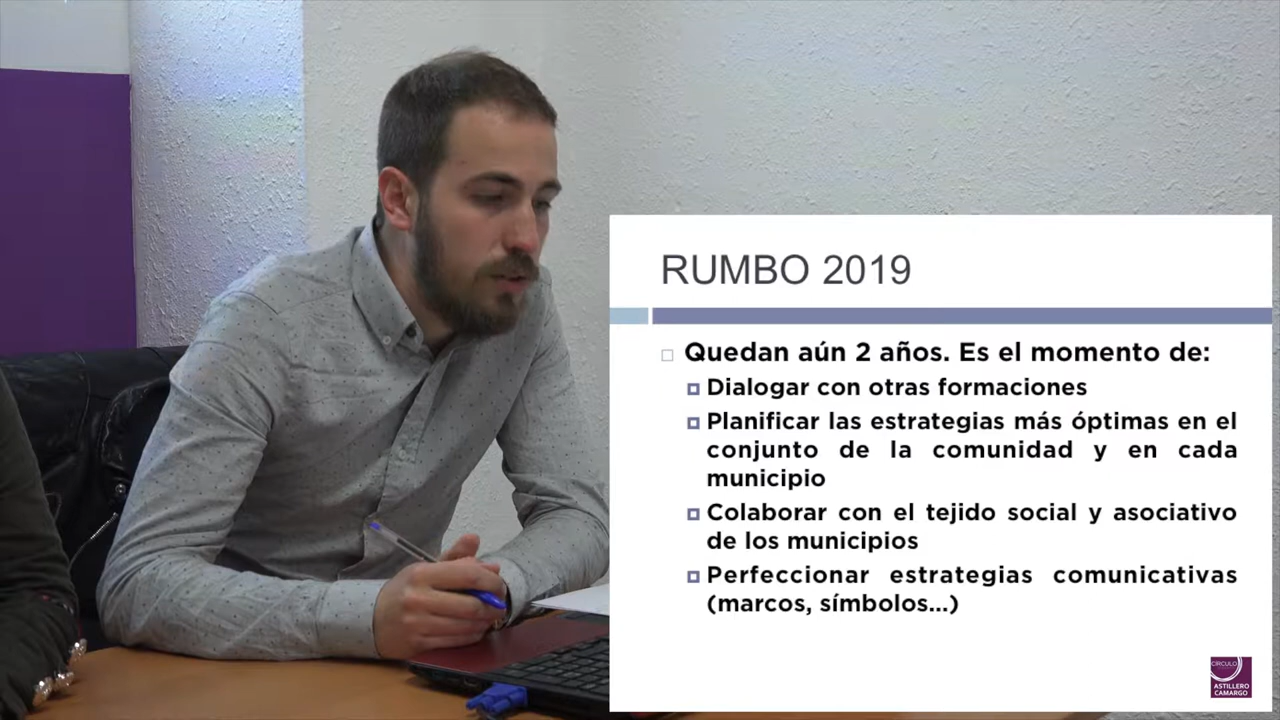 RUMBO 2019
Quedan aún 2 años. Es el momento de:
Dialogar con otras formaciones
Planificar las estrategias más óptimas en el
conjunto de la comunidad y en cada
municipio
Colaborar con el tejido social y asociativo
de los municipios
Perfeccionar estrategias comunicativas
(marcos, símbolos...)
CÍRCULO
ASTILLERO
CAMARGO